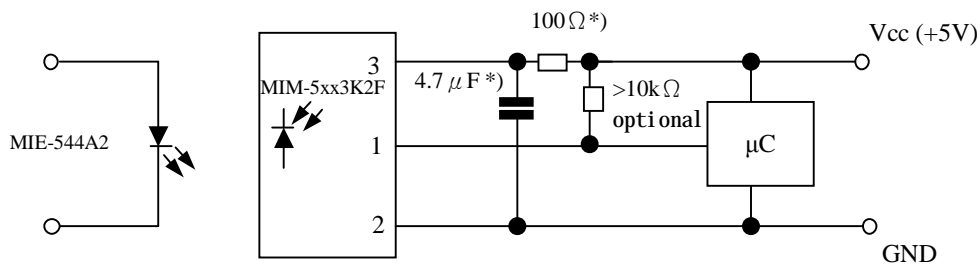 100Ω*)
Vcc (+5V)
3
4.7μF*)
MIM-5xx3K2F
>10kΩ
optional
MIE-544A2
1
μC
2
GND